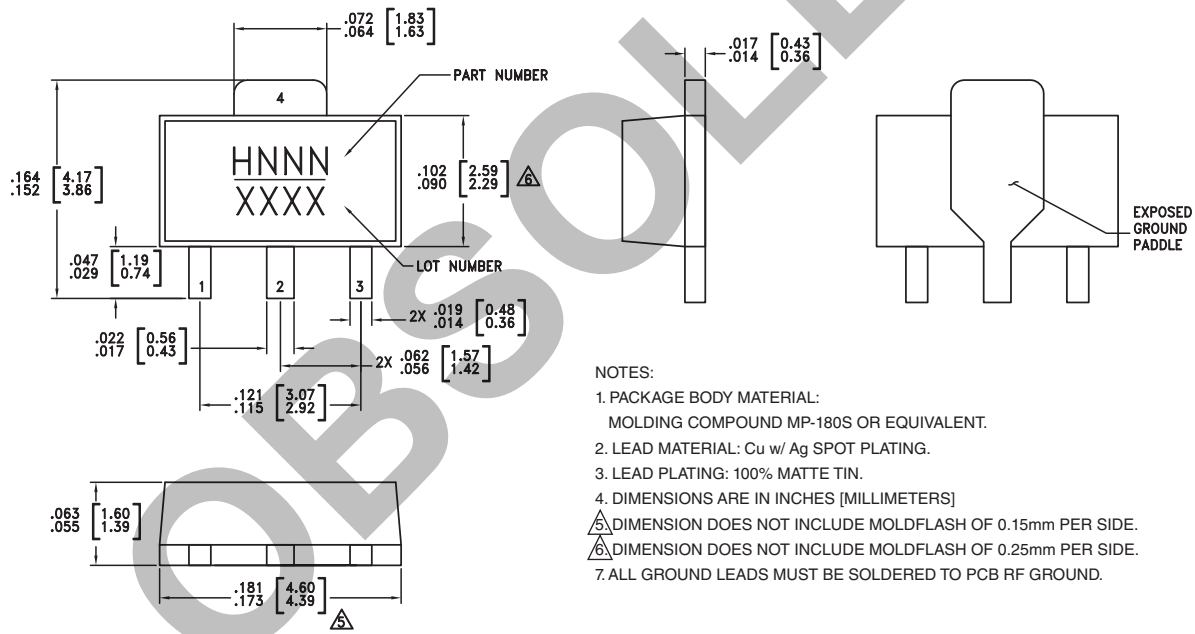 .072 [1.83]
.064 [1.63]
.017 [0.43]
.014 [0.36]
PART NUMBER
4
HNNN
XXXX
.164 [4.17]
.152 [3.86]
.102 [2.59]
.090 [2.29]
6
EXPOSED
GROUND
PADDLE
.047 [1.19]
.029 [0.74]
LOT NUMBER
1 2 3
2X .019 [0.48]
.014 [0.36]
.022 [0.56]
.017 [0.43]
2X .062 [1.57]
.056 [1.42]
.121 [3.07]
.115 [2.92]
NOTES:
1. PACKAGE BODY MATERIAL:
MOLDING COMPOUND MP-180S OR EQUIVALENT.
2. LEAD MATERIAL: Cu w/ Ag SPOT PLATING.
3. LEAD PLATING: 100% MATTE TIN.
4. DIMENSIONS ARE IN INCHES [MILLIMETERS]
5. DIMENSION DOES NOT INCLUDE MOLDFLASH OF 0.15mm PER SIDE.
6. DIMENSION DOES NOT INCLUDE MOLDFLASH OF 0.25mm PER SIDE.
7. ALL GROUND LEADS MUST BE SOLDERED TO PCB RF GROUND.
.063 [1.60]
.055 [1.39]
.181 [4.60]
.173 [4.39]
5
OBSOL